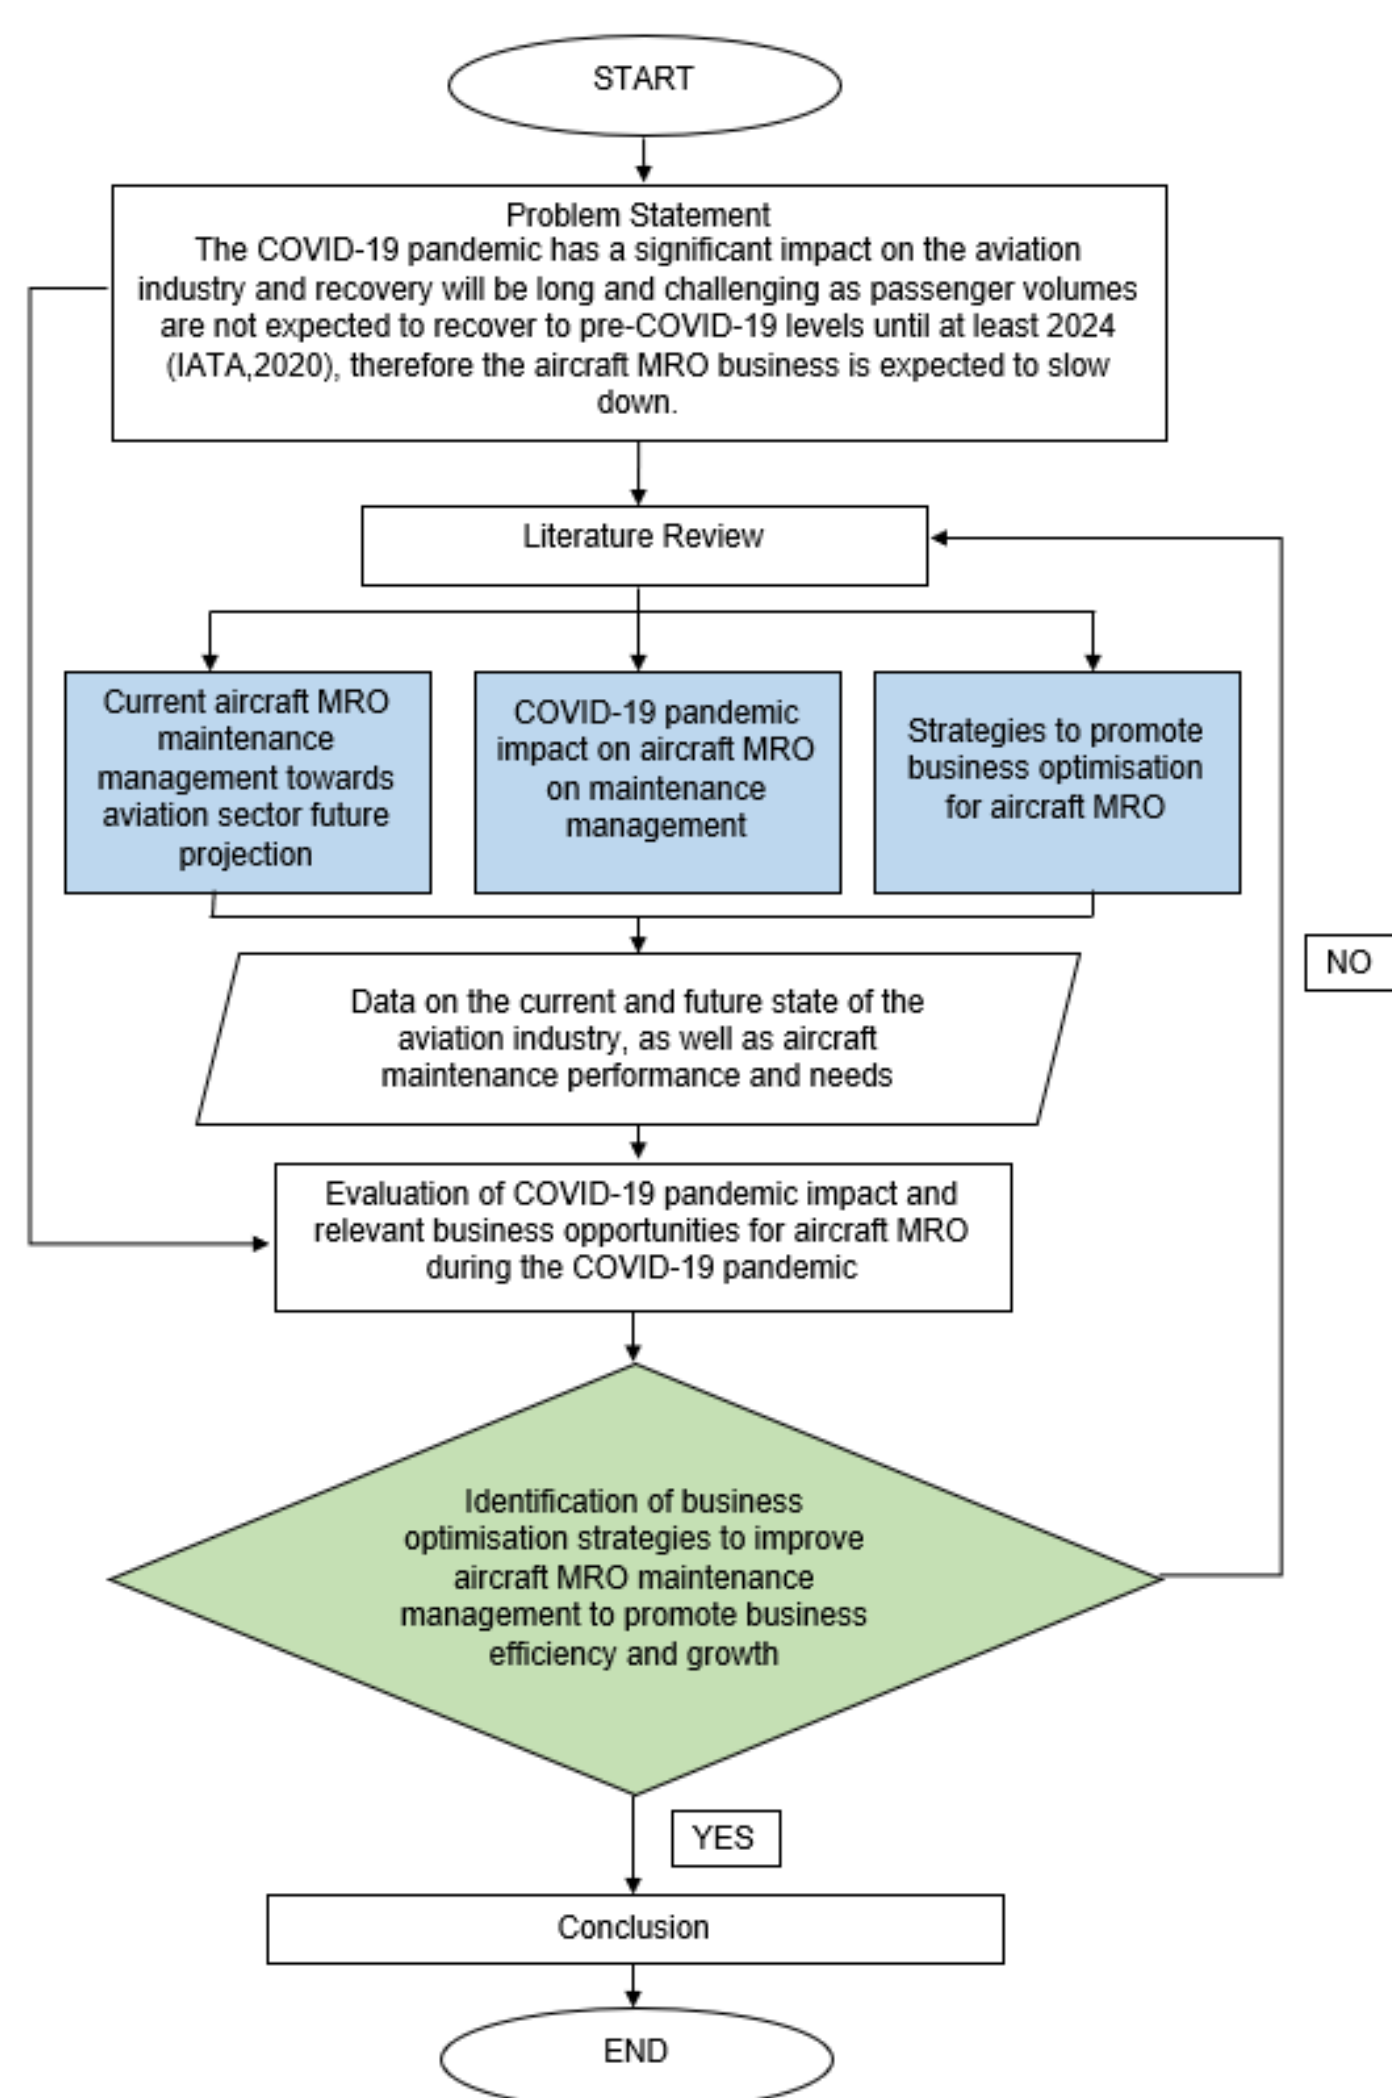 START
Problem Statement
The COVID-19 pandemic has a significant impact on the aviation
industry and recovery will be long and challenging as passenger volumes
are not expected to recover to pre-COVID-19 levels until at least 2024
(IATA,2020), therefore the aircraft MRO business is expected to slow
down.
Literature Review
Current aircraft MRO
maintenance
management towards
aviation sector future
projection
COVID-19 pandemic
impact on aircraft MRO
on maintenance
management
Strategies to promote
business optimisation
for aircraft MRO
NO
Data on the current and future state of the
aviation industry, as well as aircraft
maintenance performance and needs
Evaluation of COVID-19 pandemic impact and
relevant business opportunities for aircraft MRO
during the COVID-19 pandemic
Identification of business
optimisation strategies to improve
aircraft MRO maintenance
management to promote business
efficiency and growth
YES
Conclusion
END